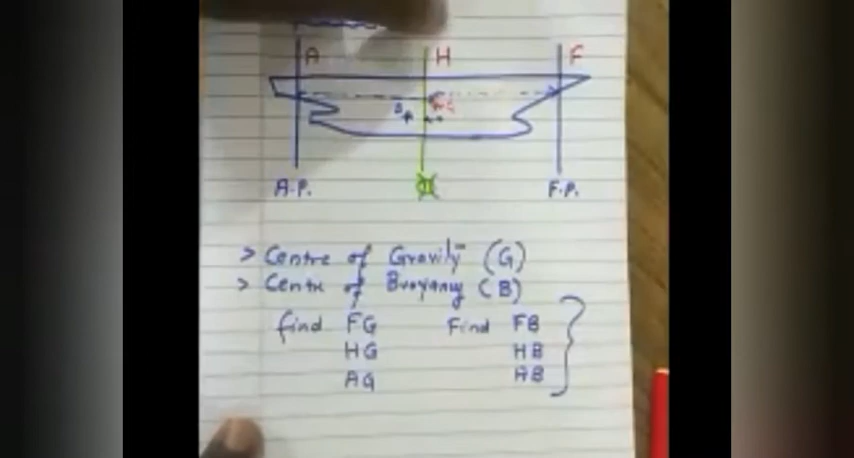 A H F
B G
A.P. F.P.
> Centre of Gravity (G)
> Centre of Buoyancy (B)
find FG Find FB
HG HB
AG AB